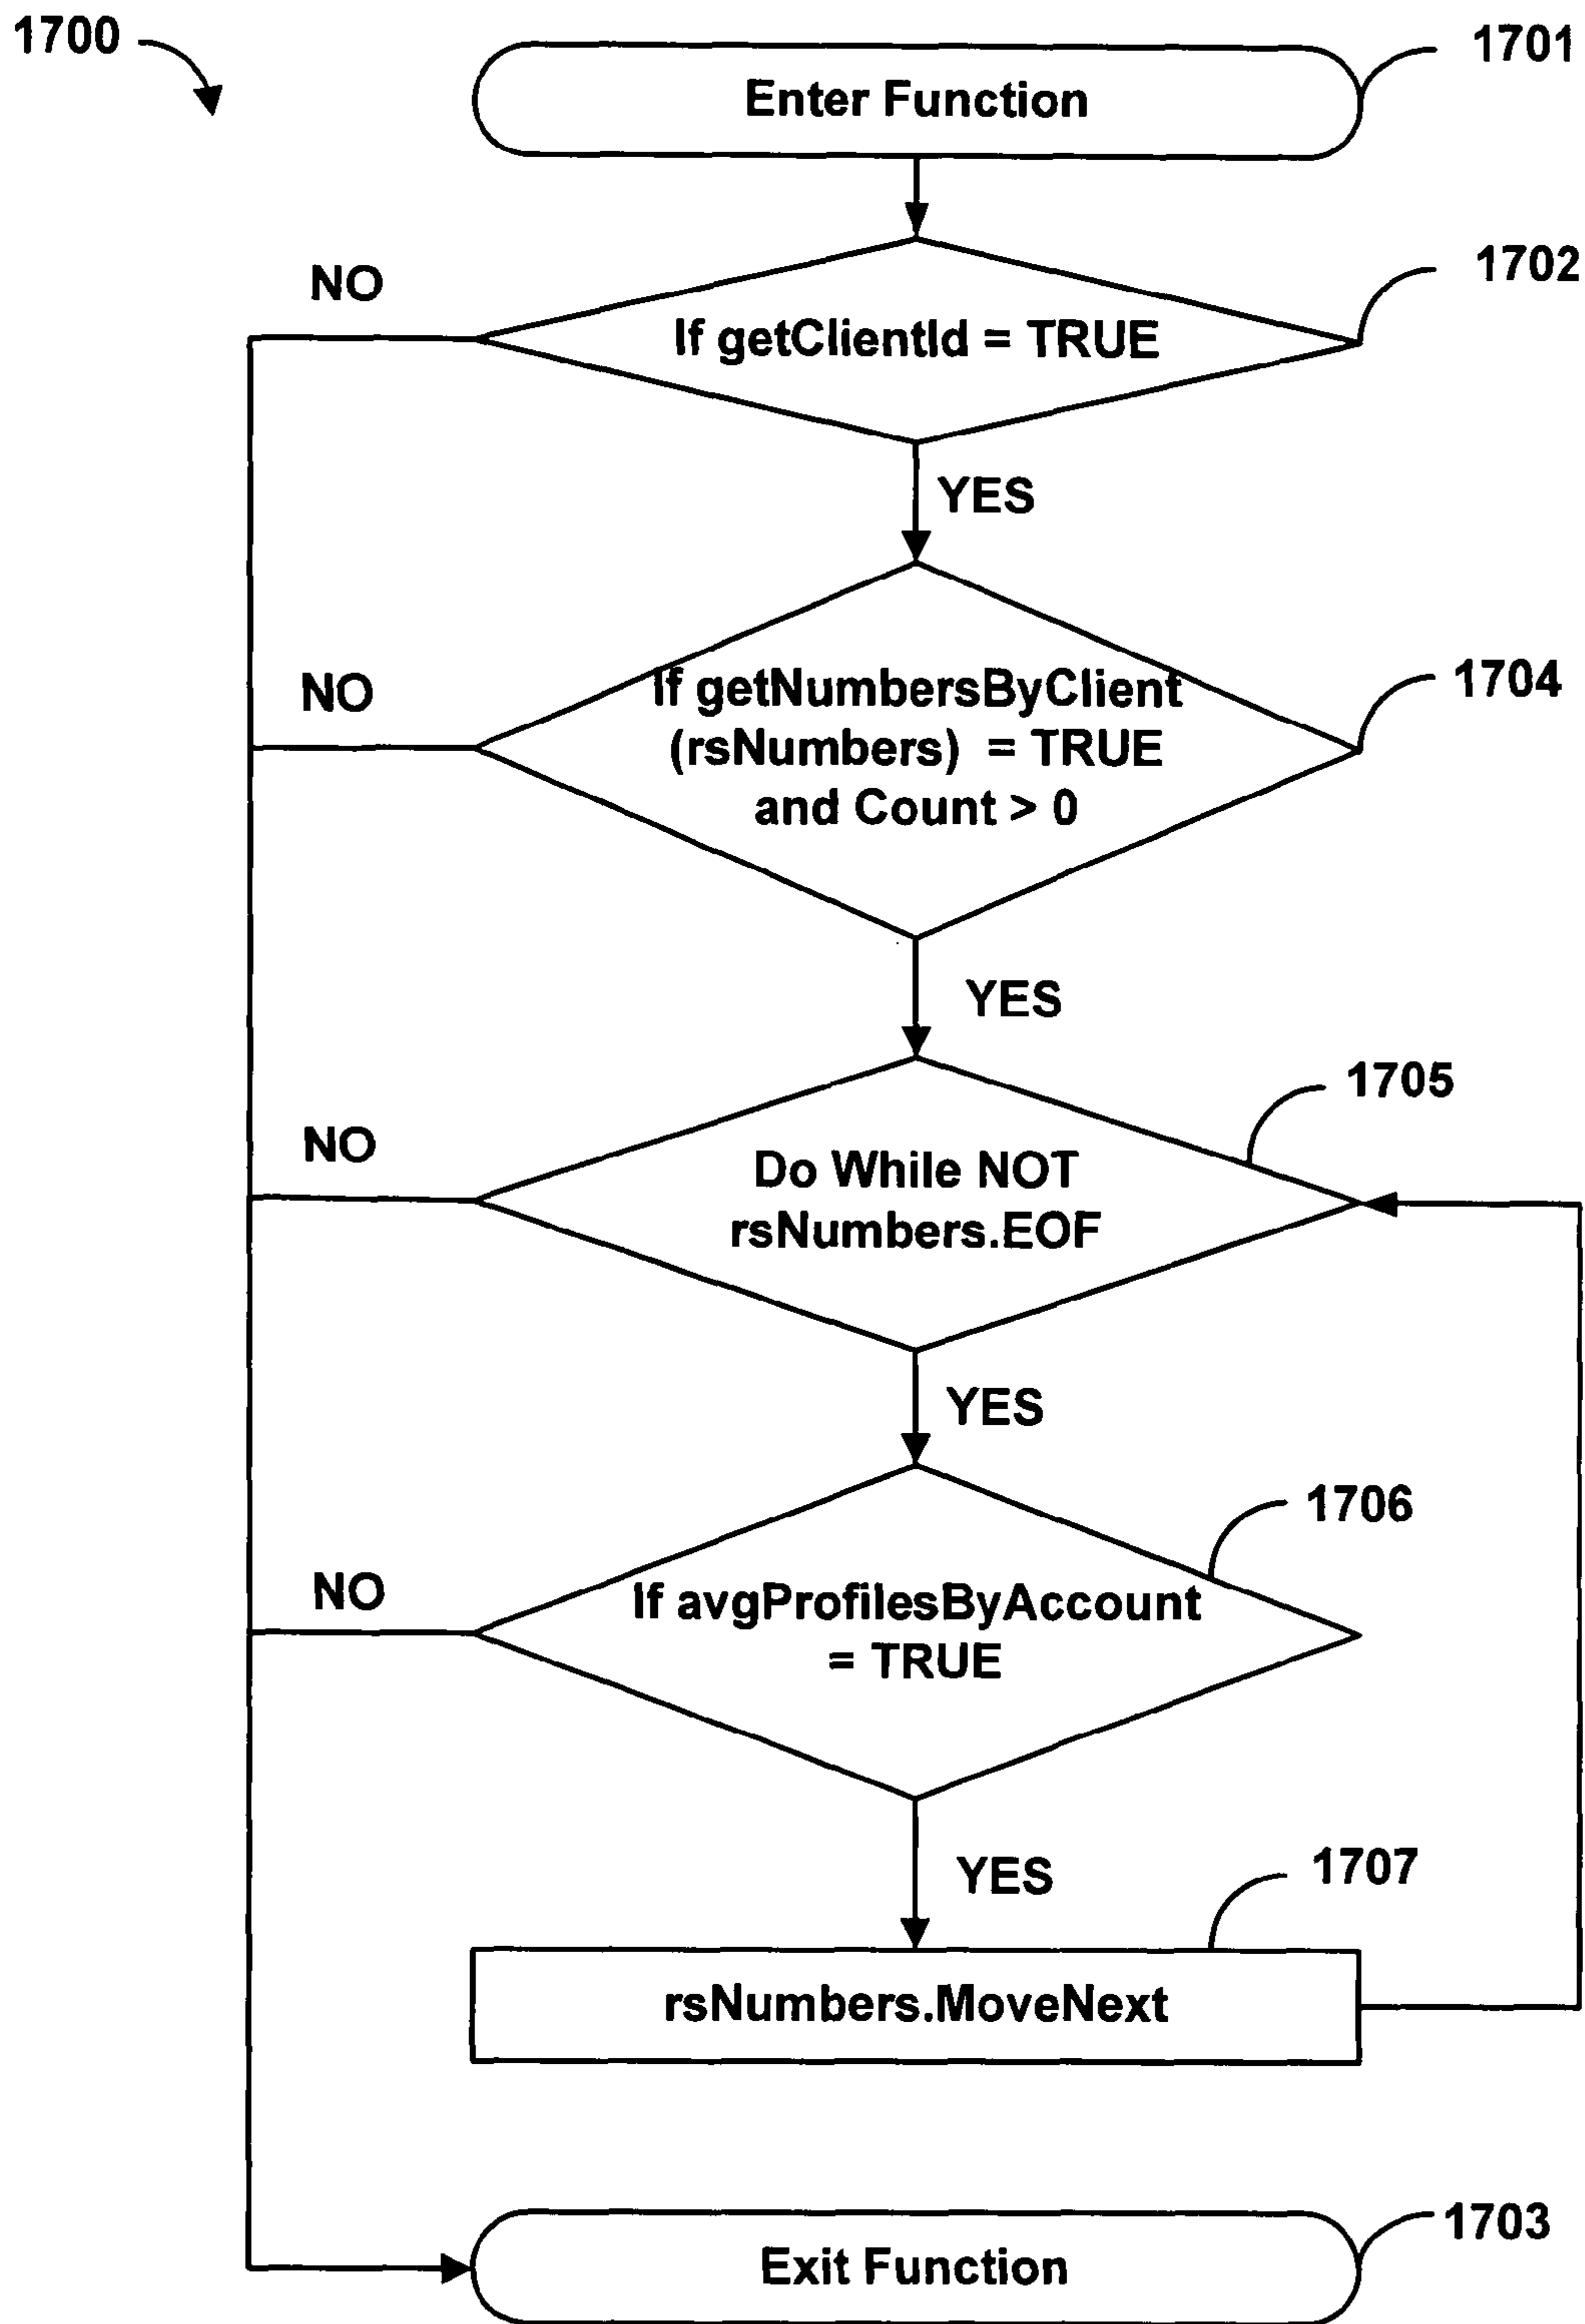 1700
1701
Enter Function
1702
NO
If getClientId = TRUE
YES
1704
NO
If getNumbersByClient
(rsNumbers) = TRUE
and Count > 0
YES
1705
NO
Do While NOT
rsNumbers.EOF
YES
1706
NO
If avgProfilesByAccount
= TRUE
YES
1707
rsNumbers.MoveNext
1703
Exit Function